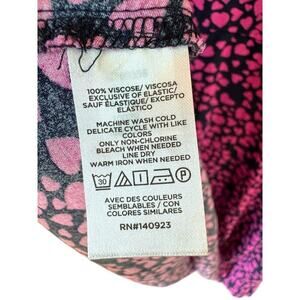 100% VISCOSE/ VISCOSA
EXCLUSIVE OF ELASTIC/
SAUF ÉLASTIQUE/ EXCEPTO
ELÁSTICO
MACHINE WASH COLD
DELICATE CYCLE WITH LIKE
COLORS
ONLY NON-CHLORINE
BLEACH WHEN NEEDED
LINE DRY
WARM IRON WHEN NEEDED
30 P
AVEC DES COULEURS
SEMBLABLES / CON
COLORES SIMILARES
RN#140923